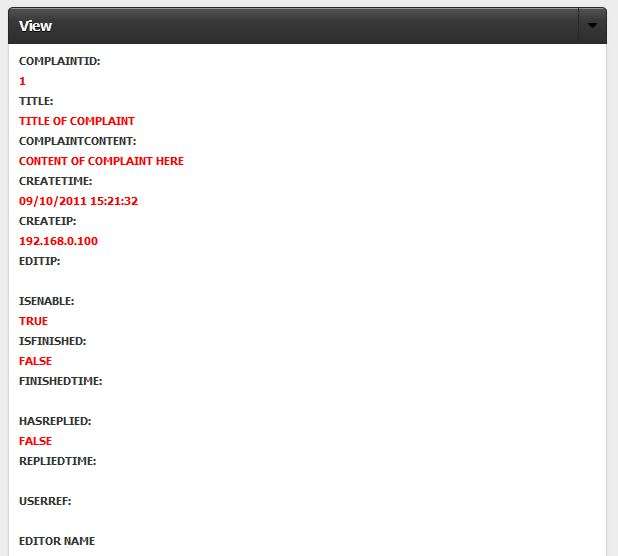 View
COMPLAINTID:
1
TITLE:
TITLE OF COMPLAINT
COMPLAINTCONTENT:
CONTENT OF COMPLAINT HERE
CREATETIME:
09/10/2011 15:21:32
CREATEIP:
192.168.0.100
EDITIP:
ISENABLE:
TRUE
ISFINISHED:
FALSE
FINISHEDTIME:
HASREPLIED:
FALSE
REPLIEDTIME:
USERREF:
EDITOR NAME